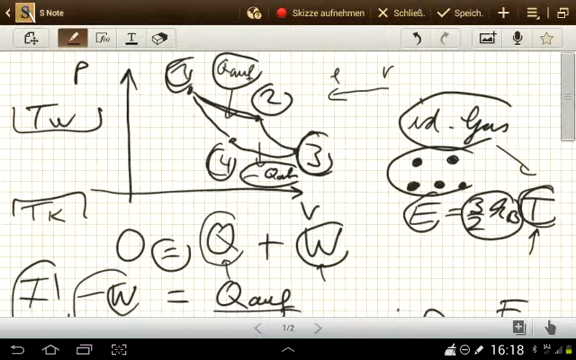 S Note
Skizze aufnehmen
Schließ.
Speich.
P
1
Qauf
2
e
v
TW
id. Gas
4
3
-Qab
TK
V
E = 3/2 kB T
0 = Q + W
I
-W = Qauf
1/2
16:18